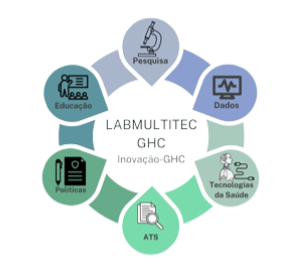 Pesquisa
Educação
Dados
LABMULTITEC
GHC
Inovação-GHC
Políticas
Tecnologias
da Saúde
ATS